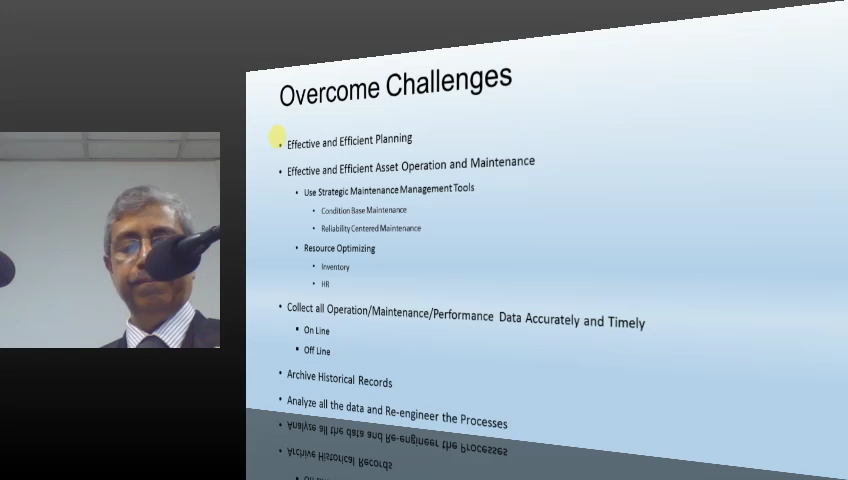 Overcome Challenges
• Effective and Efficient Planning
• Effective and Efficient Asset Operation and Maintenance
• Use Strategic Maintenance Management Tools
• Condition Base Maintenance
• Reliability Centered Maintenance
• Resource Optimizing
• Inventory
• HR
• Collect all Operation/Maintenance/Performance Data Accurately and Timely
▪ On Line
▪ Off Line
• Archive Historical Records
• Analyze all the data and Re-engineer the Processes